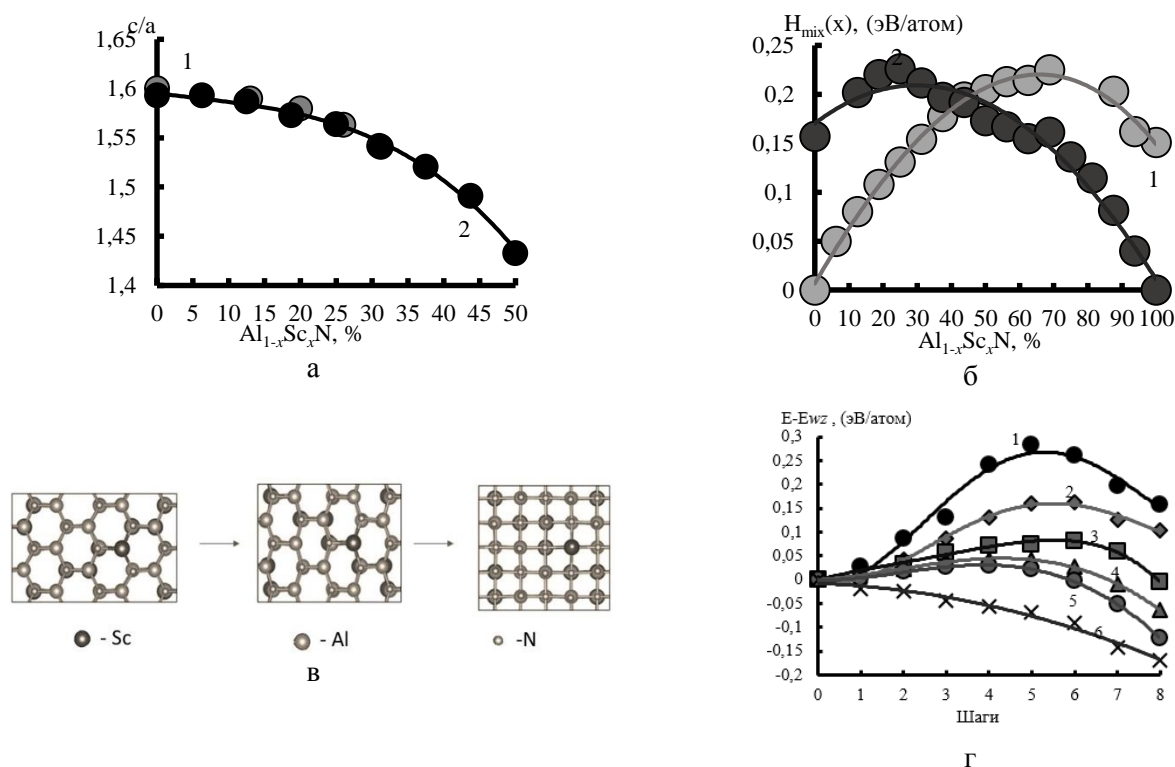 c/a
1,65
1,6
1,55
1,5
1,45
1,4
1
2
0 5 10 15 20 25 30 35 40 45 50
Al1-xScxN, %
а
Hmix(x), (эВ/атом)
0,25
0,2
0,15
0,1
0,05
0
2
1
0 10 20 30 40 50 60 70 80 90 100
Al1-xScxN, %
б
- Sc
- Al
-N
в
E-Ewz , (эВ/атом)
0,3
0,25
0,2
0,15
0,1
0,05
0
-0,05
-0,1
-0,15
-0,2
1
2
3
4
5
6
0 1 2 3 4 5 6 7 8
Шаги
г